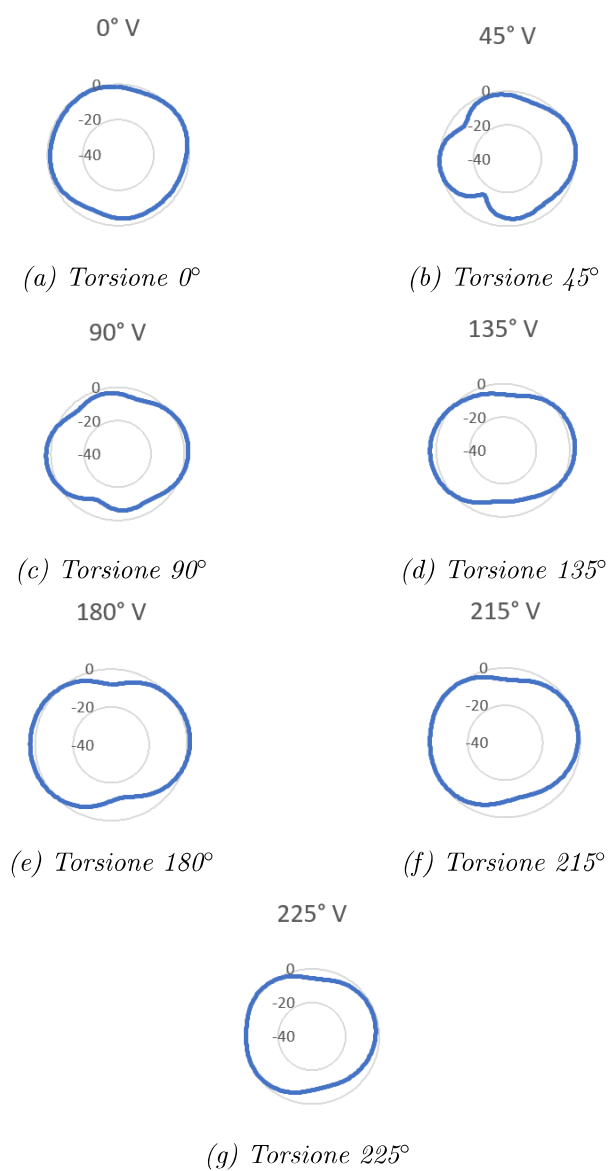 0° V
45° V
0
-20
-40
0
-20
-40
(a) Torsione 0°
(b) Torsione 45°
90° V
135° V
0
-20
-40
0
-20
-40
(c) Torsione 90°
(d) Torsione 135°
180° V
215° V
0
-20
-40
0
-20
-40
(e) Torsione 180°
(f) Torsione 215°
225° V
0
-20
-40
(g) Torsione 225°